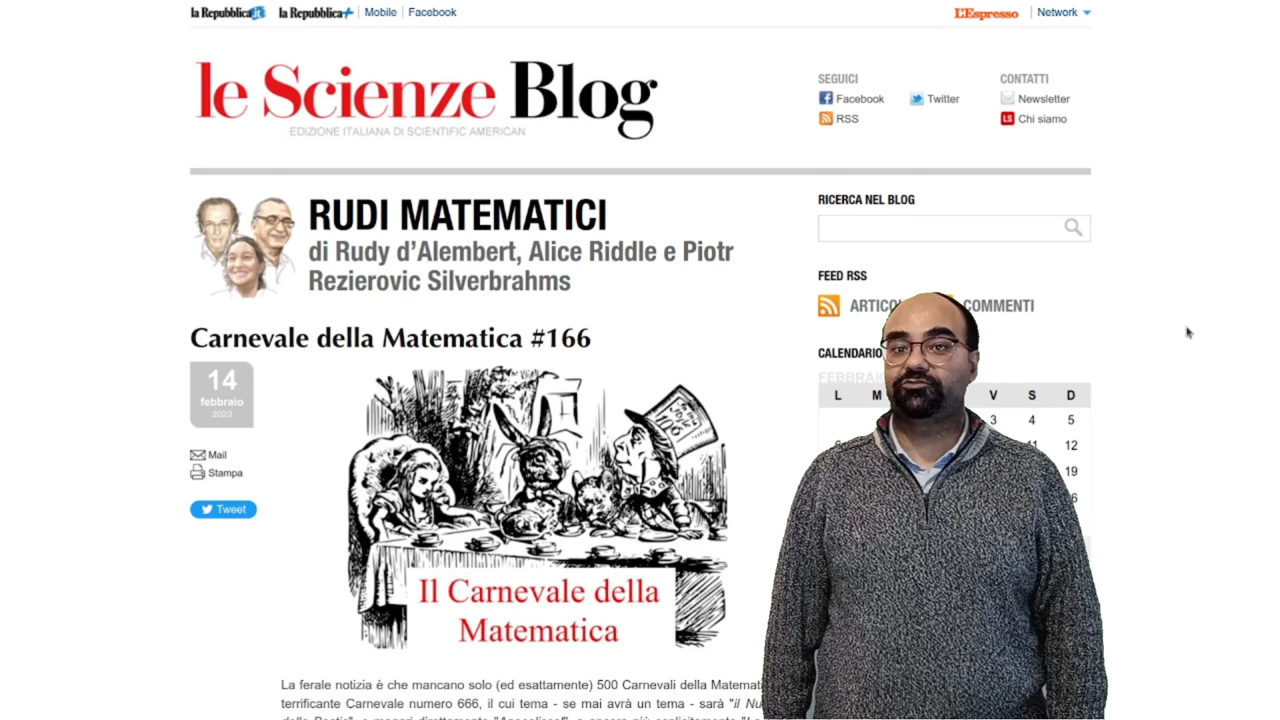 la Repubblica.it la Repubblica+ Mobile Facebook L'Espresso Network
le Scienze Blog
EDIZIONE ITALIANA DI SCIENTIFIC AMERICAN
SEGUICI CONTATTI
Facebook Twitter Newsletter
RSS LS Chi siamo
RUDI MATEMATICI
di Rudy d'Alembert, Alice Riddle e Piotr
Rezierovic Silverbrahms
RICERCA NEL BLOG
FEED RSS
COMMENTI
Carnevale della Matematica #166
CALENDARIO
14
febbraio
2023
L M V S D
3 4 5
12
19
Mail
Stampa
Tweet
Il Carnevale della
Matematica
La ferale notizia è che mancano solo (ed esattamente) 500 Carnevali della
terrificante Carnevale numero 666, il cui tema - se mai avrà un tema - sarà "il